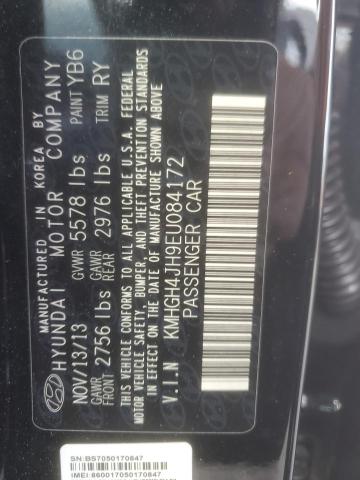 MANUFACTURED IN KOREA BY
HYUNDAI MOTOR COMPANY
NOV/13/13 GVWR 5578 lbs PAINT YB6
GAWR FRONT 2756 lbs GAWR REAR 2976 lbs TRIM RY
THIS VEHICLE CONFORMS TO ALL APPLICABLE U.S.A. FEDERAL
MOTOR VEHICLE SAFETY, BUMPER, AND THEFT PREVENTION STANDARDS
IN EFFECT ON THE DATE OF MANUFACTURE SHOWN ABOVE
V.I.N KMHGH4JH9EU084172
PASSENGER CAR
SN:BS7050170847
IMEI:860017050170847